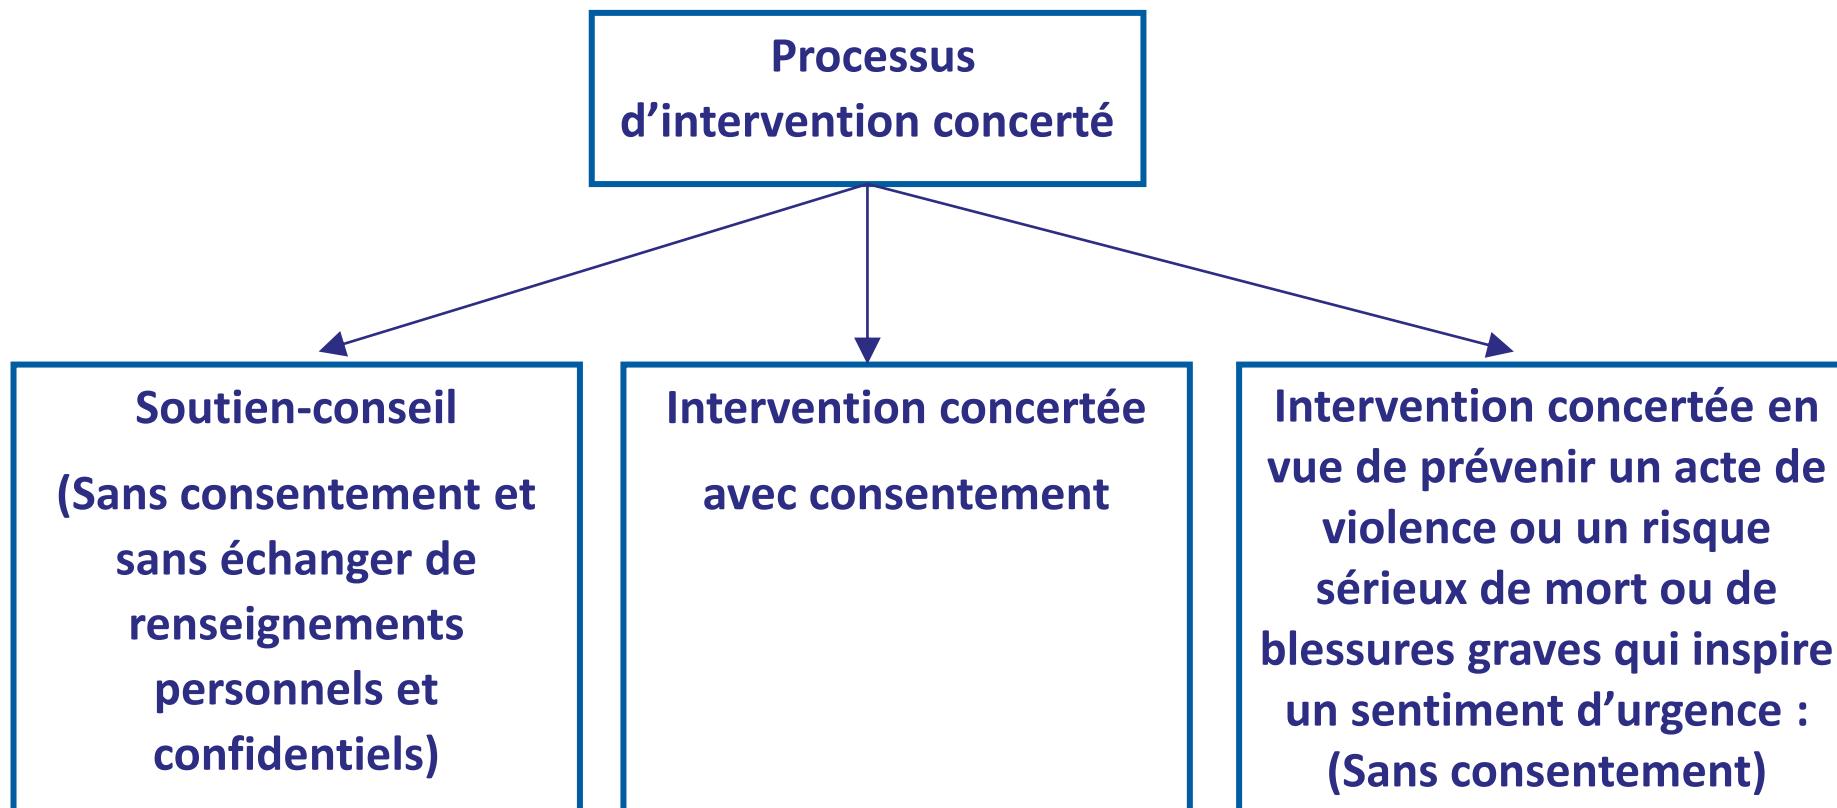 Processus
d’intervention concerté
Soutien-conseil
(Sans consentement et
sans échanger de
renseignements
personnels et
confidentiels)
Intervention concertée
avec consentement
Intervention concertée en
vue de prévenir un acte de
violence ou un risque
sérieux de mort ou de
blessures graves qui inspire
un sentiment d’urgence :
(Sans consentement)